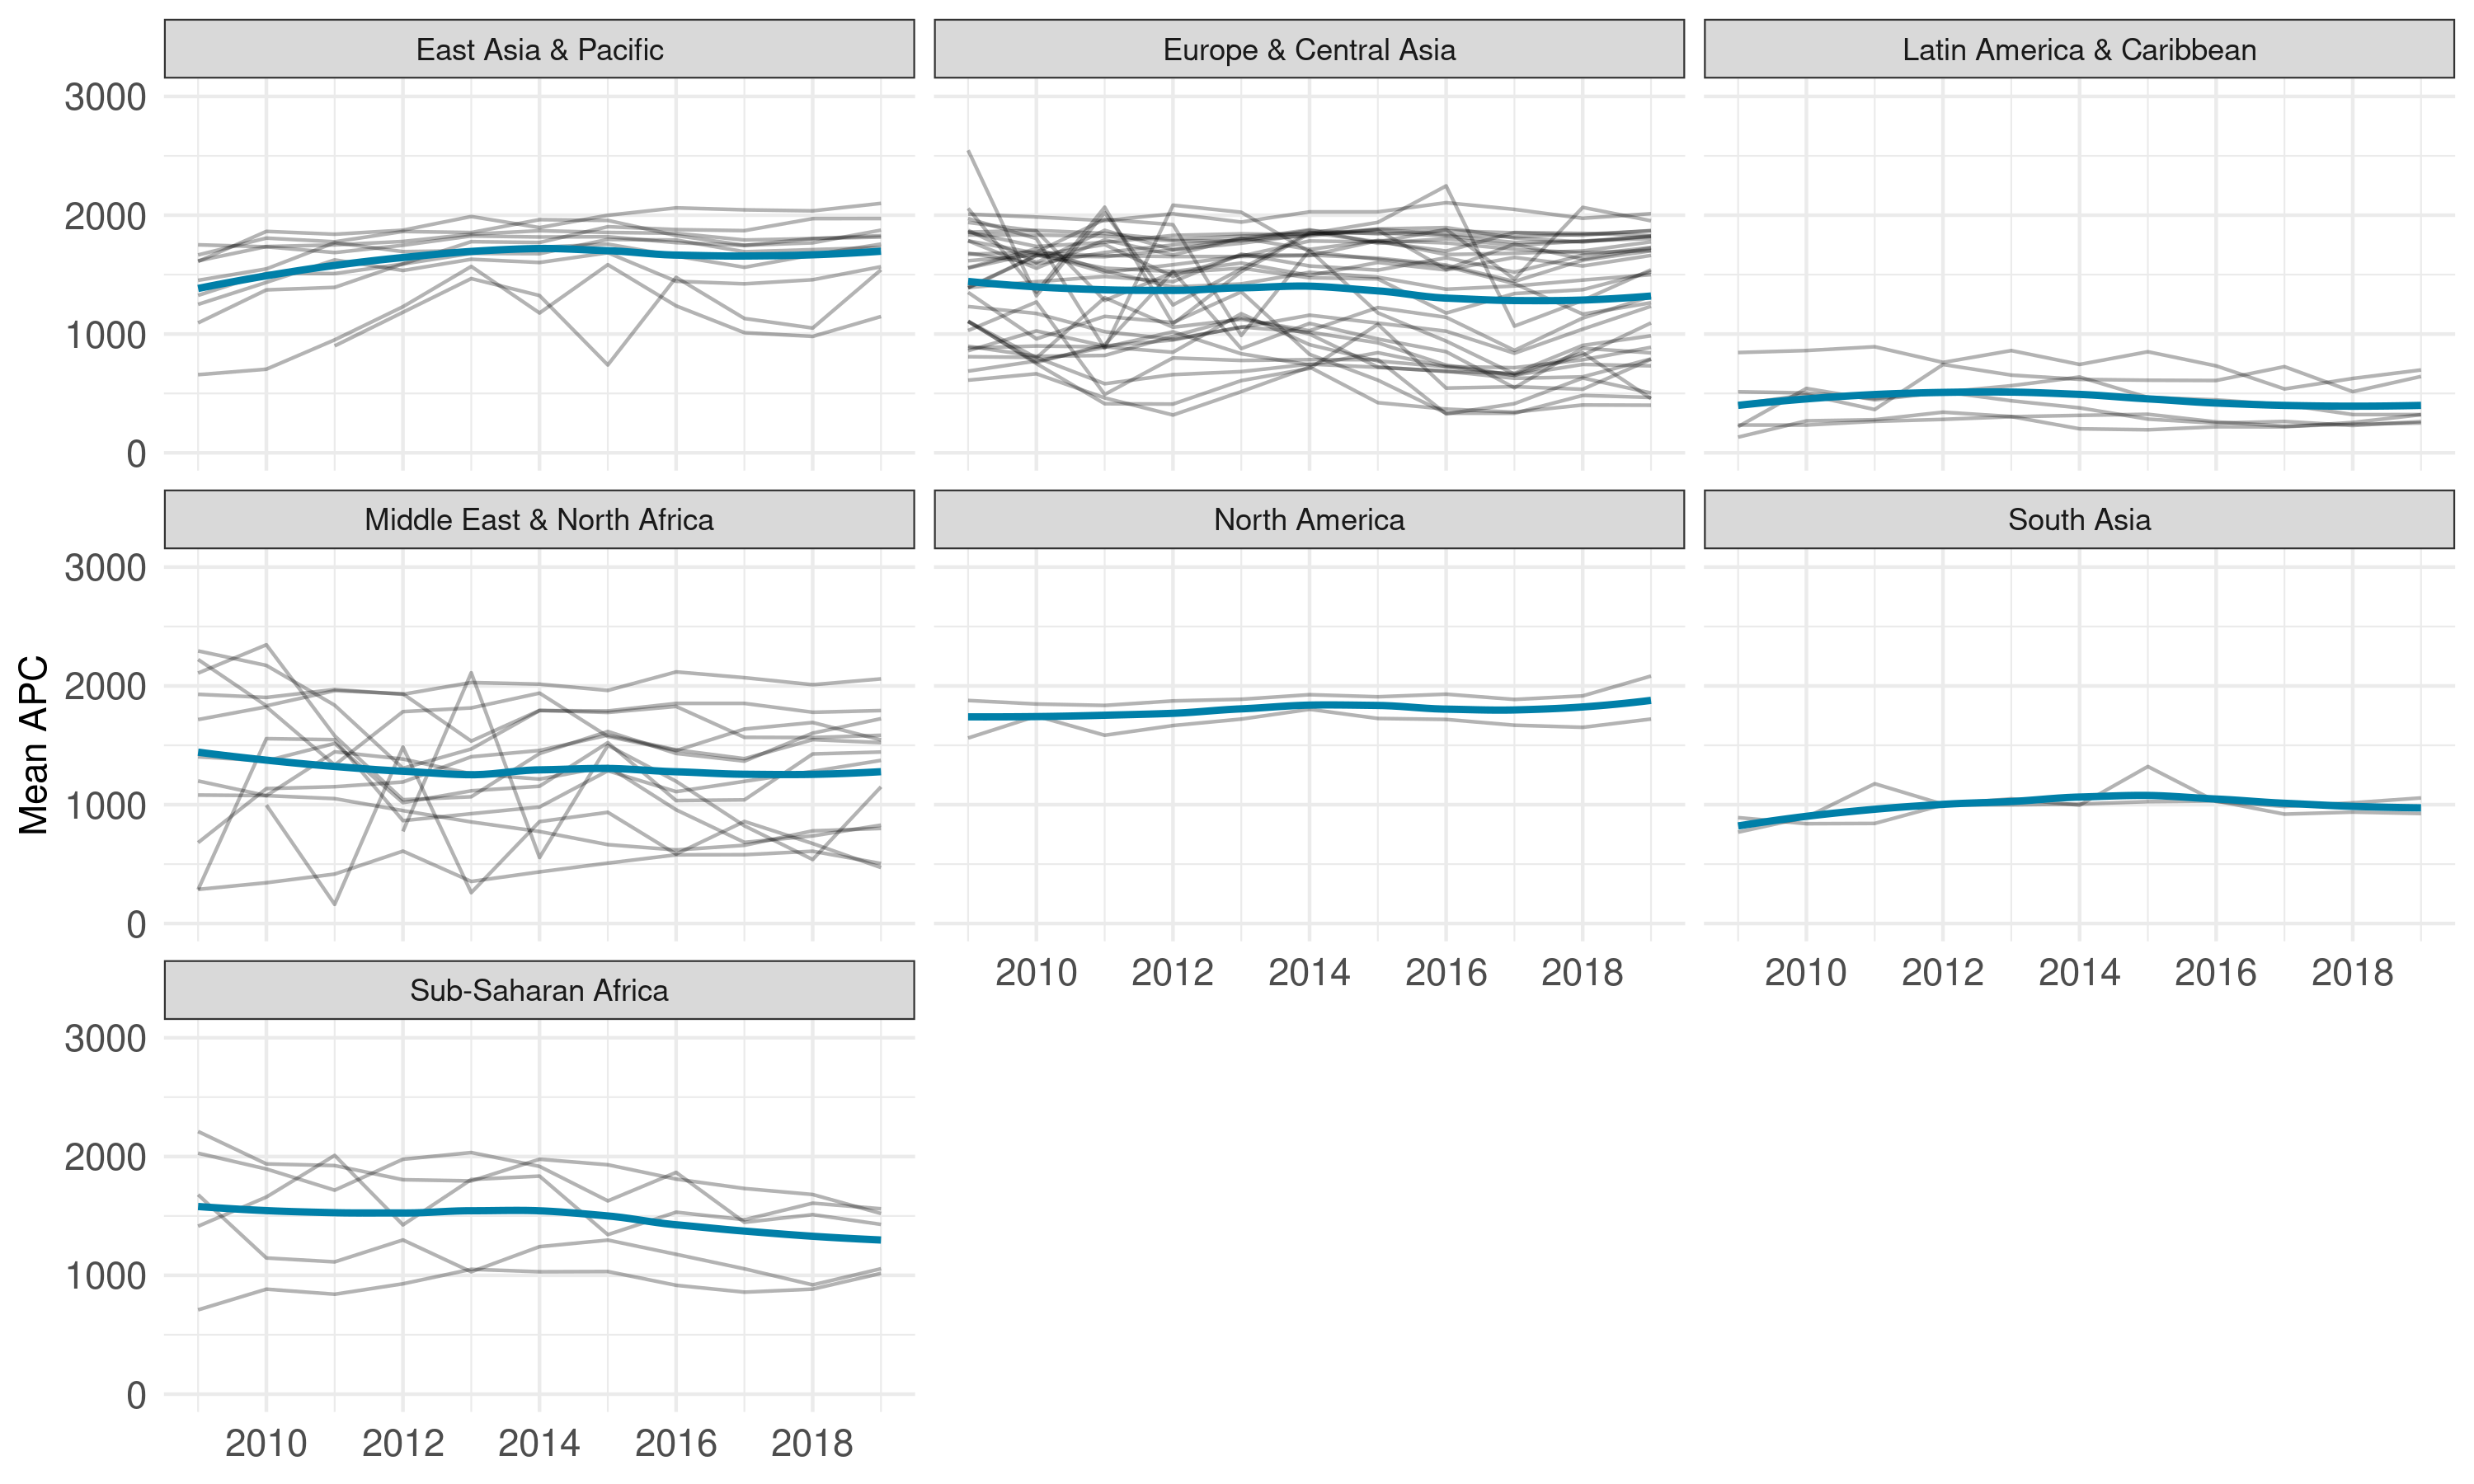 East Asia & Pacific
Europe & Central Asia
Latin America & Caribbean
3000
2000
1000
0
Middle East & North Africa
North America
South Asia
3000
2000
1000
0
Mean APC
2010 2012 2014 2016 2018
2010 2012 2014 2016 2018
Sub-Saharan Africa
3000
2000
1000
0
2010 2012 2014 2016 2018